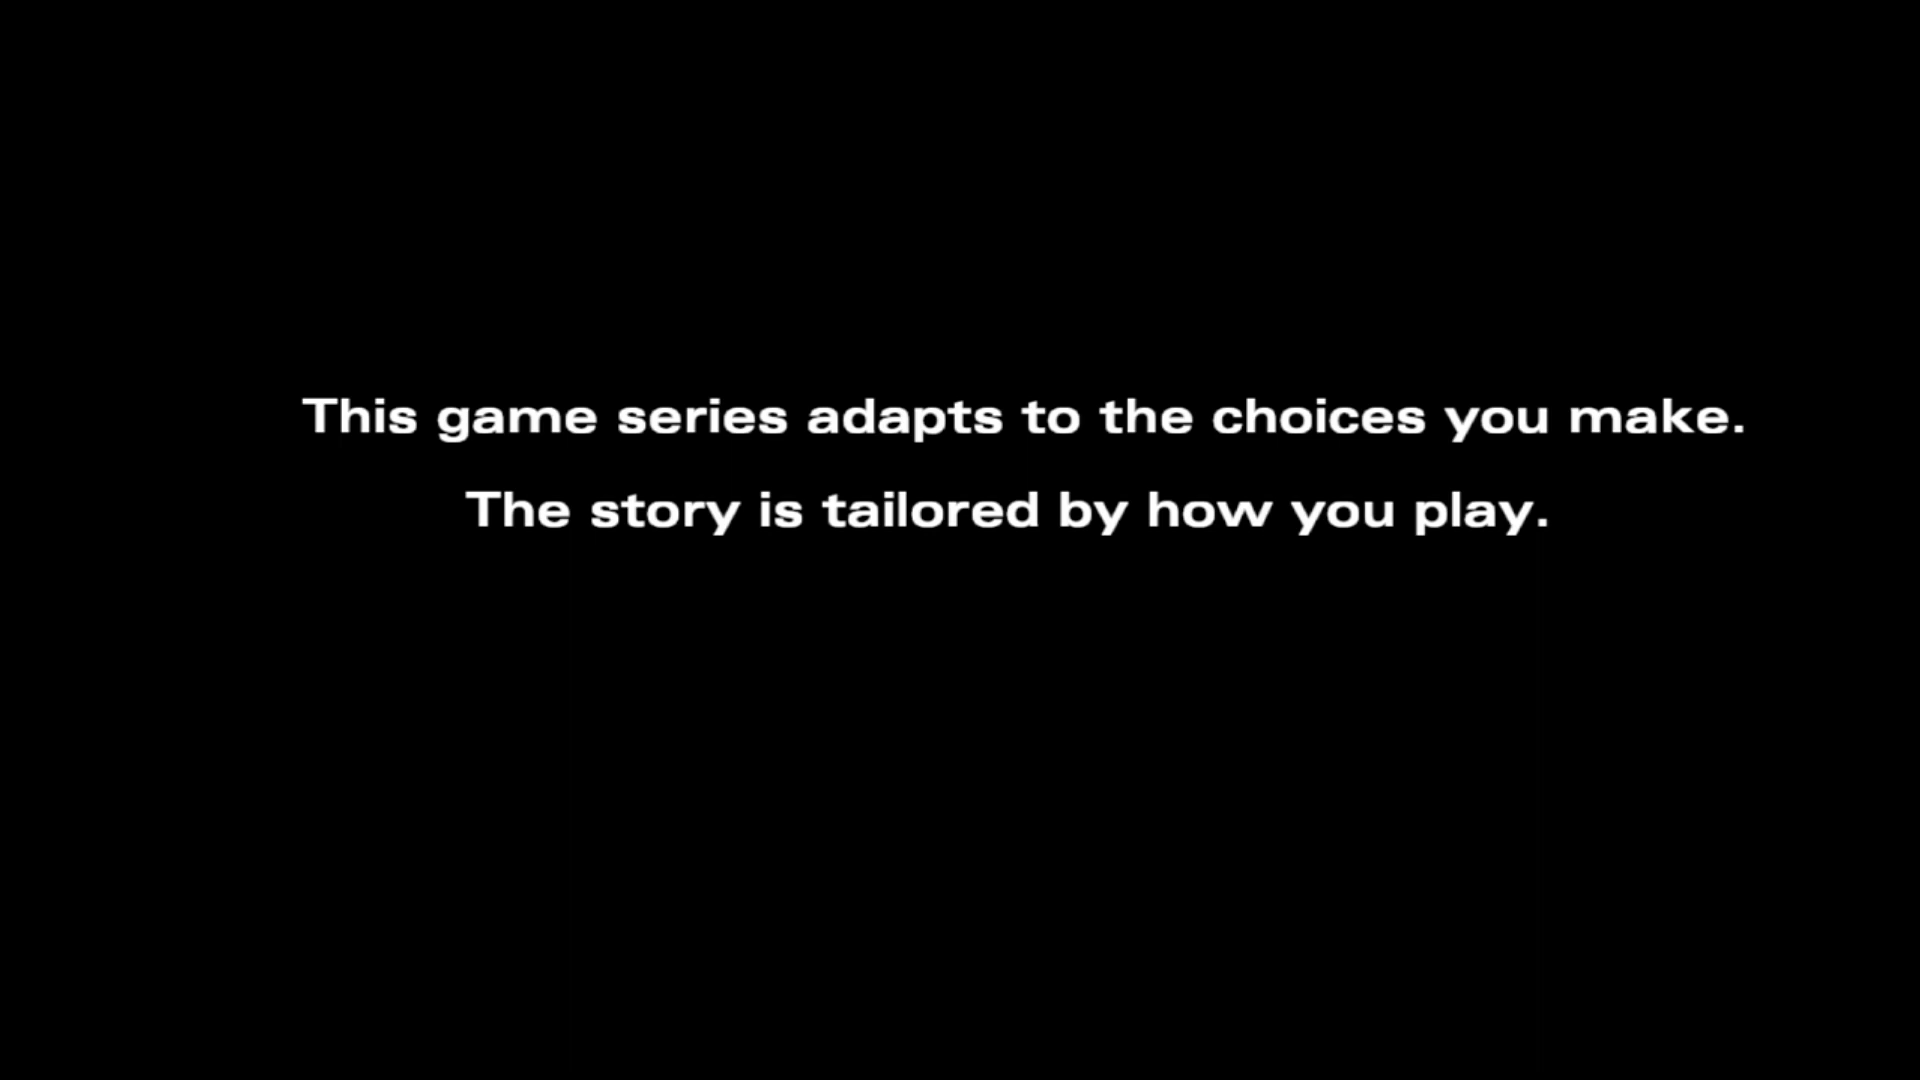 This game series adapts to the choices you make.
The story is tailored by how you play.